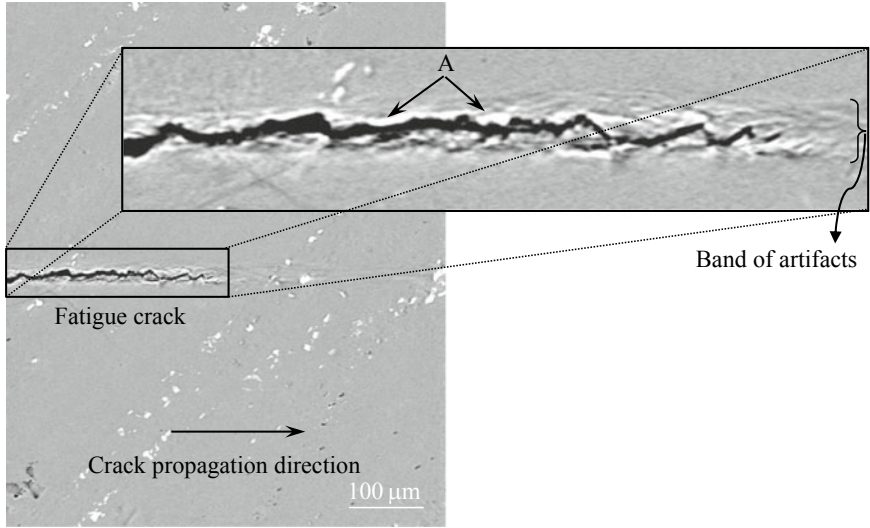 A
Band of artifacts
Fatigue crack
Crack propagation direction
100 μm